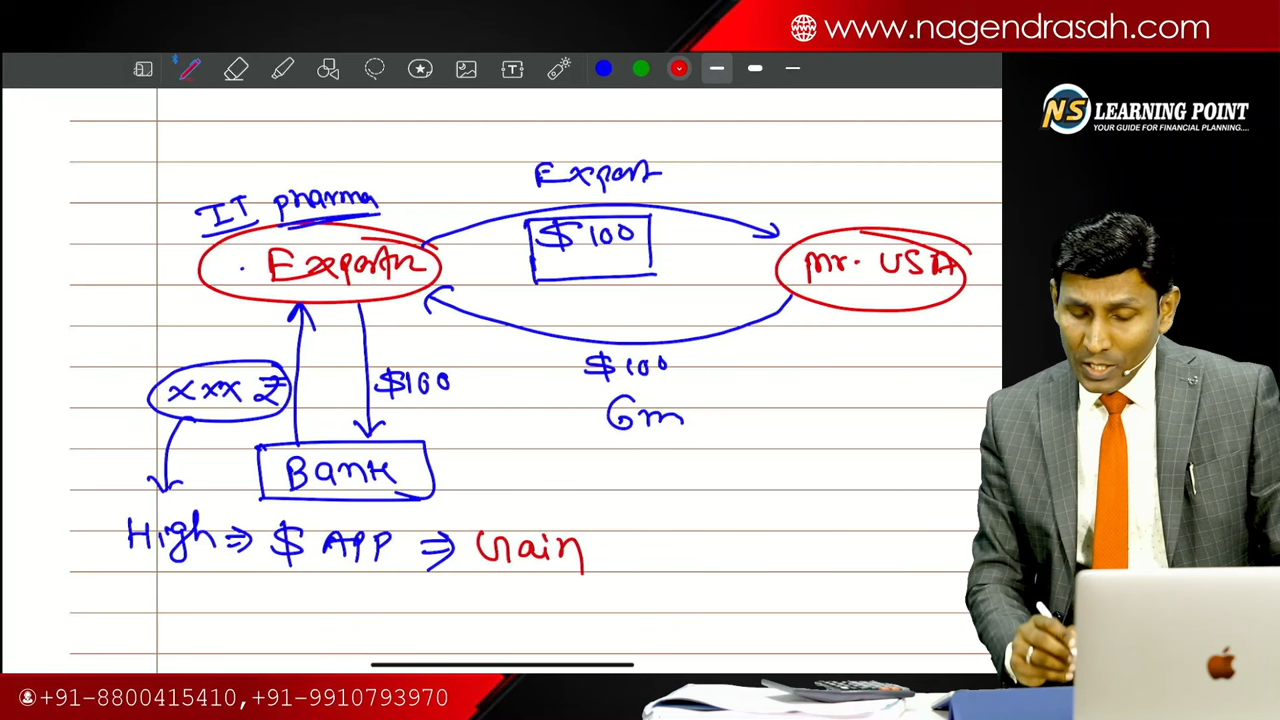 www.nagendrasah.com
NS LEARNING POINT
YOUR GUIDE FOR FINANCIAL PLANNING....
Export
IT pharma
$100
Exporter
Mr. USA
$100
xxx ₹
$100
6m
Bank
High ⇒ $ APP ⇒ Gain
+91-8800415410,+91-9910793970